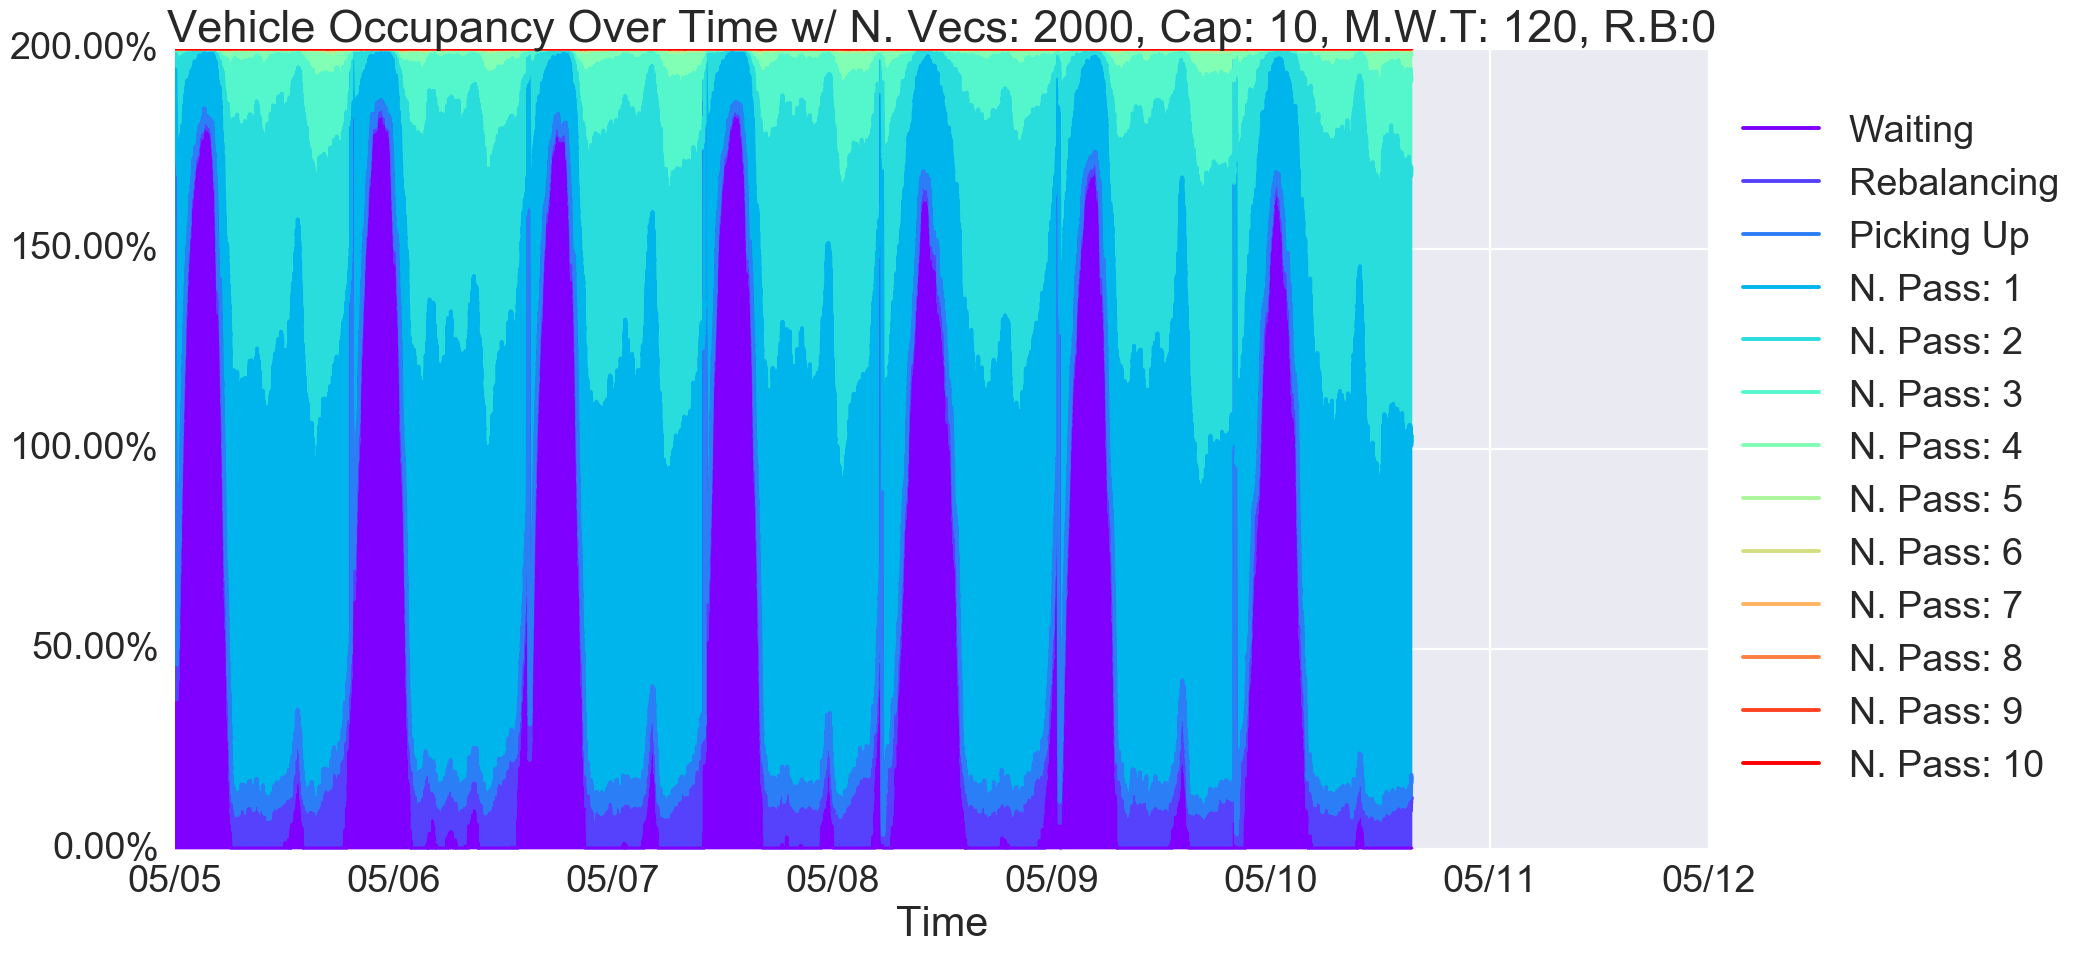 Vehicle Occupancy Over Time w/ N. Vecs: 2000, Cap: 10, M.W.T: 120, R.B:0
200.00%
150.00%
100.00%
50.00%
0.00%
05/05 05/06 05/07 05/08 05/09 05/10 05/11 05/12
Time
Waiting
Rebalancing
Picking Up
N. Pass: 1
N. Pass: 2
N. Pass: 3
N. Pass: 4
N. Pass: 5
N. Pass: 6
N. Pass: 7
N. Pass: 8
N. Pass: 9
N. Pass: 10